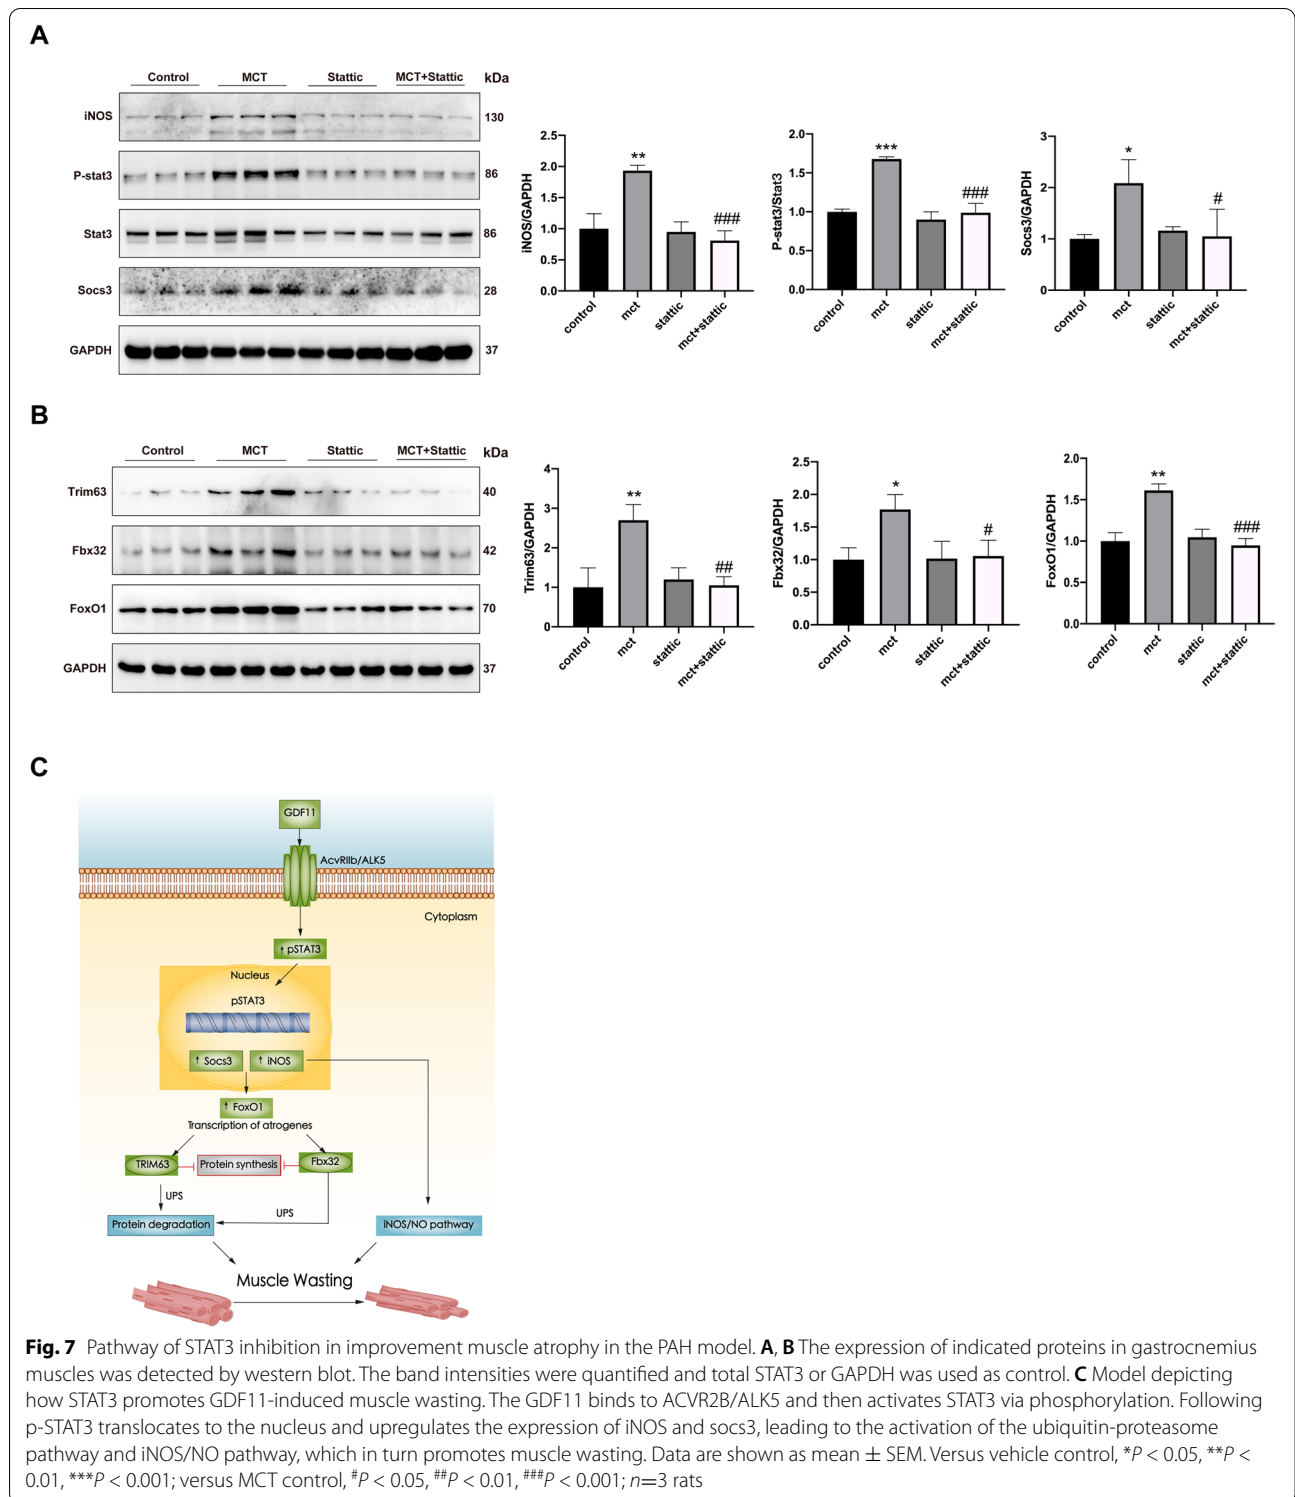 A
Control MCT Stattic MCT+Stattic kDa
iNOS 130
P-stat3 86
Stat3 86
Socs3 28
GAPDH 37
iNOS/GAPDH
2.5
2.0
1.5
1.0
0.5
0.0
**
###
control mct stattic mct+stattic
P-stat3/Stat3
2.0
1.5
1.0
0.5
0.0
***
###
control mct stattic mct+stattic
Socs3/GAPDH
3
2
1
0
*
#
control mct stattic mct+stattic
B
Control MCT Stattic MCT+Stattic kDa
Trim63 40
Fbx32 42
FoxO1 70
GAPDH 37
Trim63/GAPDH
4
3
2
1
0
**
##
control mct stattic mct+stattic
Fbx32/GAPDH
2.5
2.0
1.5
1.0
0.5
0.0
*
#
control mct stattic mct+stattic
FoxO1/GAPDH
2.0
1.5
1.0
0.5
0.0
**
###
control mct stattic mct+stattic
C
GDF11
AcvRIIb/ALK5
Cytoplasm
↑ pSTAT3
Nucleus
pSTAT3
↑ Socs3 ↑ iNOS
↑ FoxO1
Transcription of atrogenes
TRIM63 Protein synthesis Fbx32
UPS
UPS
Protein degradation iNOS/NO pathway
Muscle Wasting
Fig. 7 Pathway of STAT3 inhibition in improvement muscle atrophy in the PAH model. A, B The expression of indicated proteins in gastrocnemius
muscles was detected by western blot. The band intensities were quantified and total STAT3 or GAPDH was used as control. C Model depicting
how STAT3 promotes GDF11-induced muscle wasting. The GDF11 binds to ACVR2B/ALK5 and then activates STAT3 via phosphorylation. Following
p-STAT3 translocates to the nucleus and upregulates the expression of iNOS and socs3, leading to the activation of the ubiquitin-proteasome
pathway and iNOS/NO pathway, which in turn promotes muscle wasting. Data are shown as mean ± SEM. Versus vehicle control, *P < 0.05, **P <
0.01, ***P < 0.001; versus MCT control, #P < 0.05, ##P < 0.01, ###P < 0.001; n=3 rats